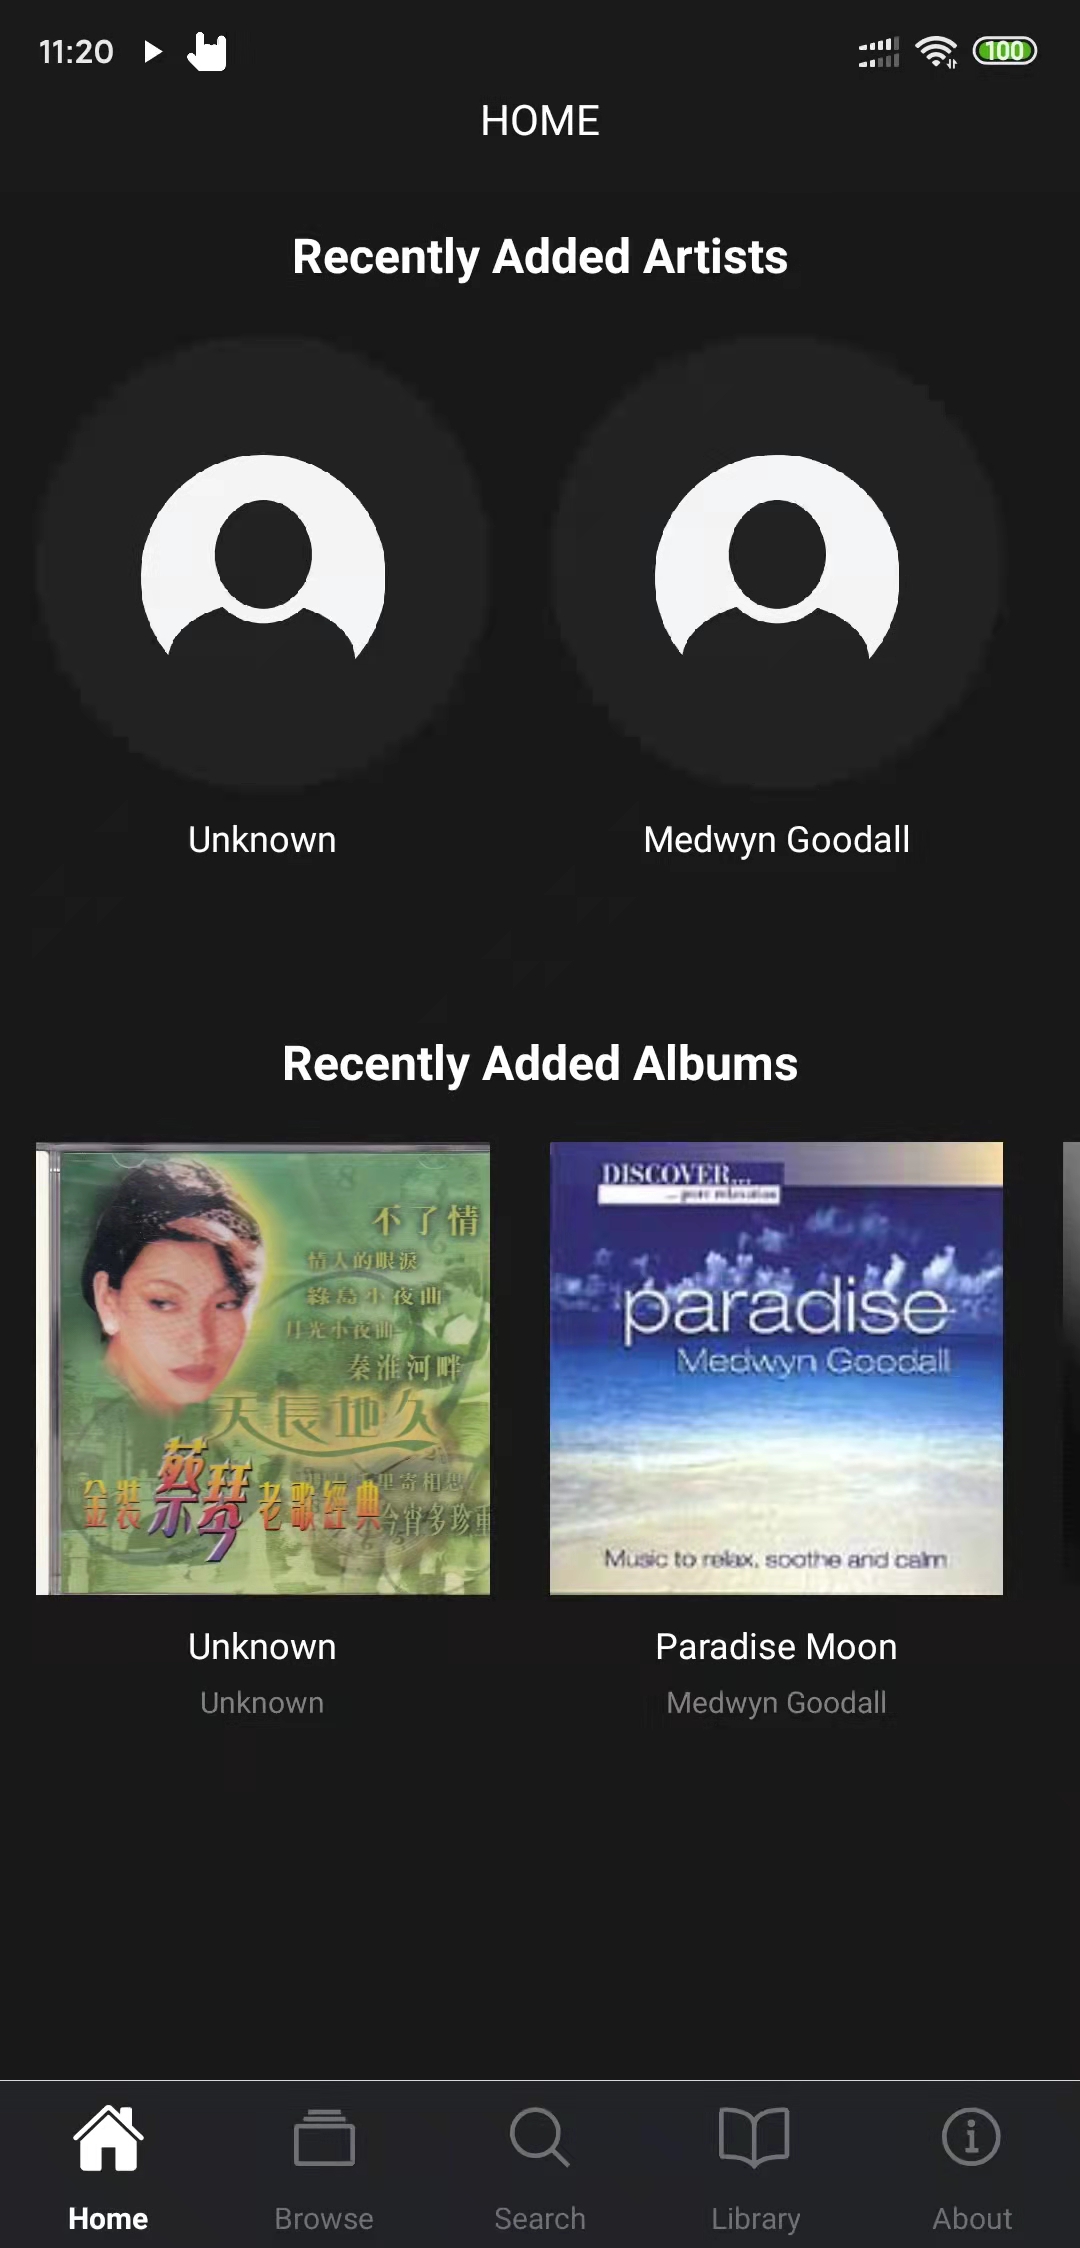 11:20
100
HOME
Recently Added Artists
Unknown
Medwyn Goodall
Recently Added Albums
不了情
情人的眼淚
綠島小夜曲
月光小夜曲
秦淮河畔
天長地久
里寄相思
金裝蔡琴老歌經典
今宵多珍重
DISCOVER...
... pure relaxation
paradise
Medwyn Goodall
Music to relax, soothe and calm
Unknown
Unknown
Paradise Moon
Medwyn Goodall
Home
Browse
Search
Library
About